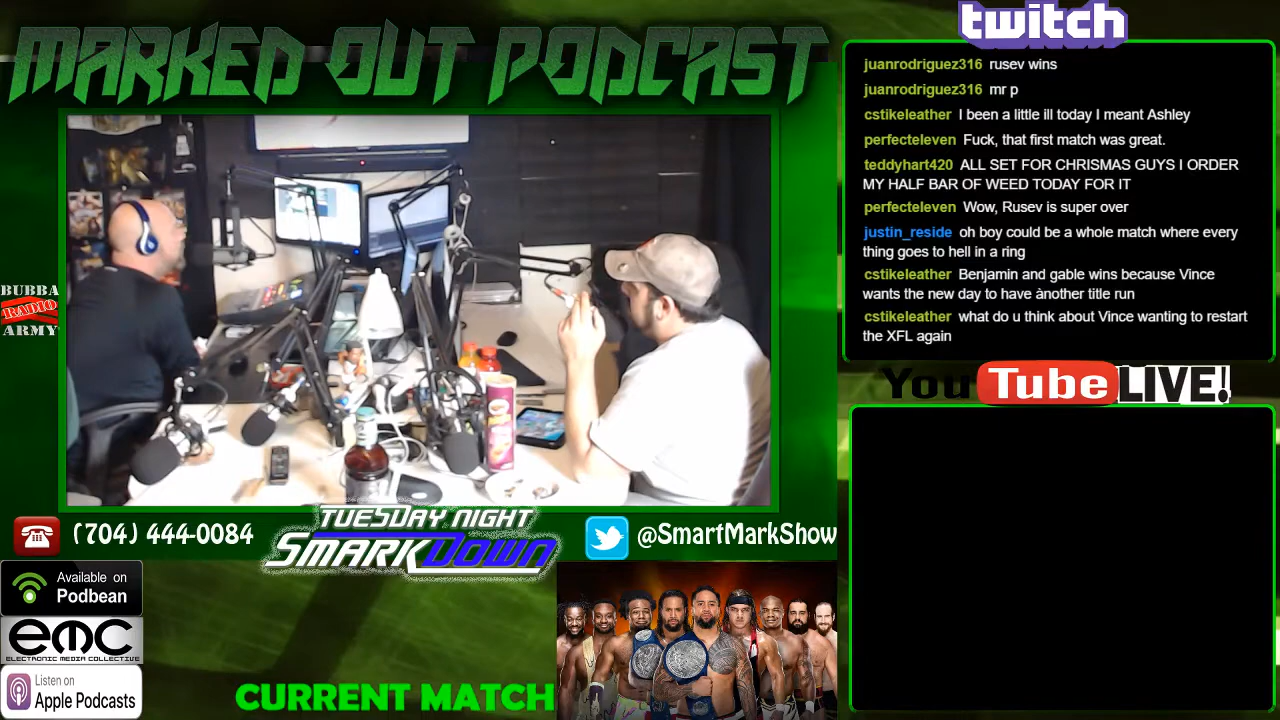 MARKED OUT PODCAST
twitch
juanrodriguez316 rusev wins
juanrodriguez316 mr p
cstikeleather I been a little ill today I meant Ashley
perfecteleven Fuck, that first match was great.
teddyhart420 ALL SET FOR CHRISMAS GUYS I ORDER
MY HALF BAR OF WEED TODAY FOR IT
perfecteleven Wow, Rusev is super over
justin_reside oh boy could be a whole match where every
thing goes to hell in a ring
cstikeleather Benjamin and gable wins because Vince
wants the new day to have ànother title run
cstikeleather what do u think about Vince wanting to restart
the XFL again
BUBBA
RADIO
ARMY
YouTube LIVE!
(704) 444-0084
TUESDAY NIGHT
SMARKDOWN
@SmartMarkShow
Available on
Podbean
emc
ELECTRONIC MEDIA COLLECTIVE
Listen on
Apple Podcasts
CURRENT MATCH